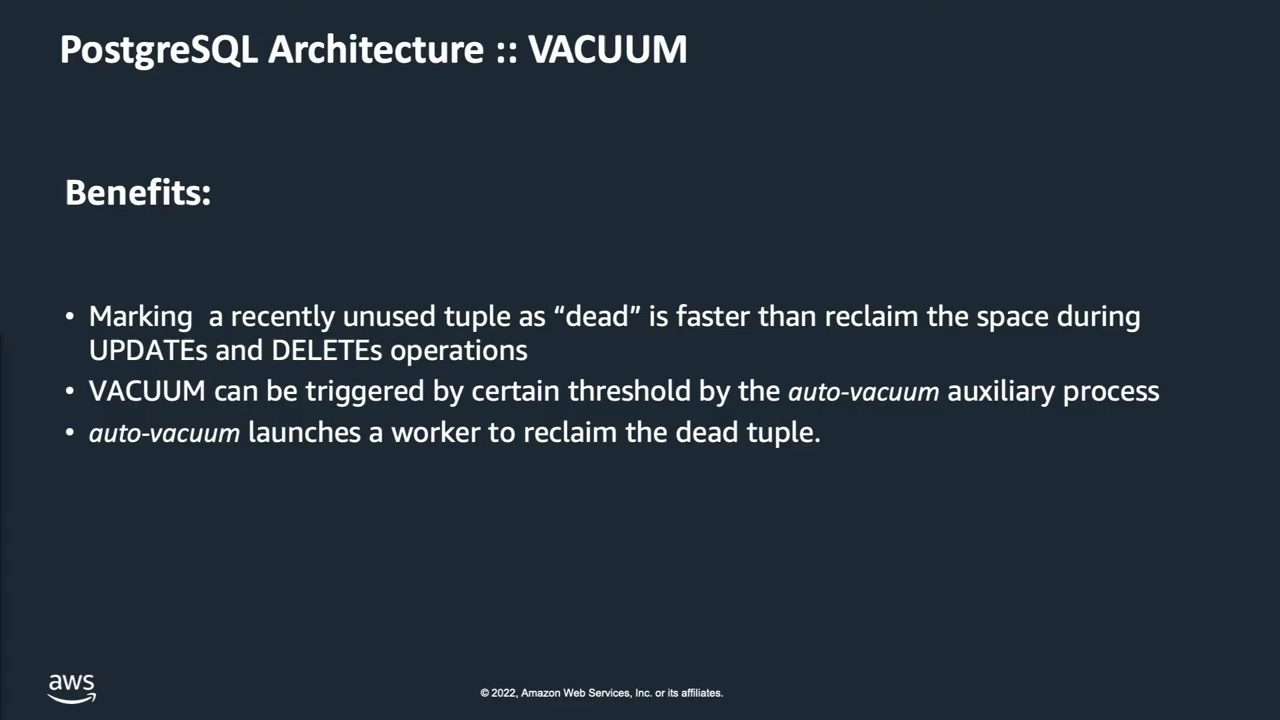 PostgreSQL Architecture :: VACUUM
Benefits:
• Marking  a recently unused tuple as “dead” is faster than reclaim the space during
UPDATEs and DELETEs operations
• VACUUM can be triggered by certain threshold by the auto-vacuum auxiliary process
• auto-vacuum launches a worker to reclaim the dead tuple.
aws
© 2022, Amazon Web Services, Inc. or its affiliates.